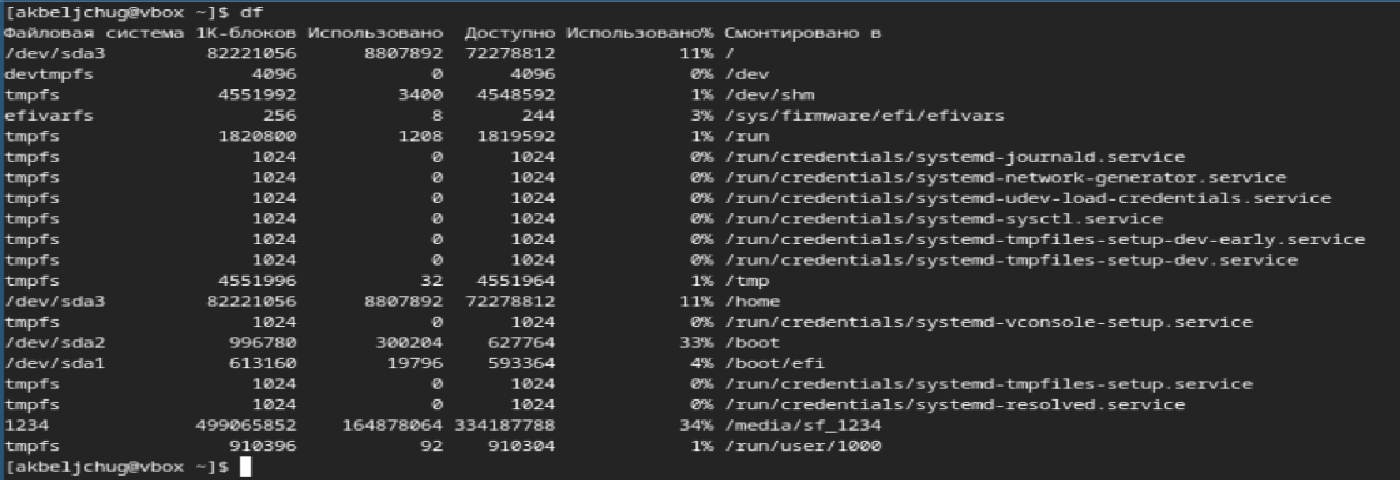 [akbeljchug@vbox ~]$ df
Файловая система 1K-блоков Использовано Доступно Использовано% Смонтировано в
/dev/sda3 82221056 8807892 72278812 11% /
devtmpfs 4096 0 4096 0% /dev
tmpfs 4551992 3400 4548592 1% /dev/shm
efivarfs 256 8 244 3% /sys/firmware/efi/efivars
tmpfs 1820800 1208 1819592 1% /run
tmpfs 1024 0 1024 0% /run/credentials/systemd-journald.service
tmpfs 1024 0 1024 0% /run/credentials/systemd-network-generator.service
tmpfs 1024 0 1024 0% /run/credentials/systemd-udev-load-credentials.service
tmpfs 1024 0 1024 0% /run/credentials/systemd-sysctl.service
tmpfs 1024 0 1024 0% /run/credentials/systemd-tmpfiles-setup-dev-early.service
tmpfs 1024 0 1024 0% /run/credentials/systemd-tmpfiles-setup-dev.service
tmpfs 4551996 32 4551964 1% /tmp
/dev/sda3 82221056 8807892 72278812 11% /home
tmpfs 1024 0 1024 0% /run/credentials/systemd-vconsole-setup.service
/dev/sda2 996780 300204 627764 33% /boot
/dev/sda1 613160 19796 593364 4% /boot/efi
tmpfs 1024 0 1024 0% /run/credentials/systemd-tmpfiles-setup.service
tmpfs 1024 0 1024 0% /run/credentials/systemd-resolved.service
1234 499065852 164878064 334187788 34% /media/sf_1234
tmpfs 910396 92 910304 1% /run/user/1000
[akbeljchug@vbox ~]$